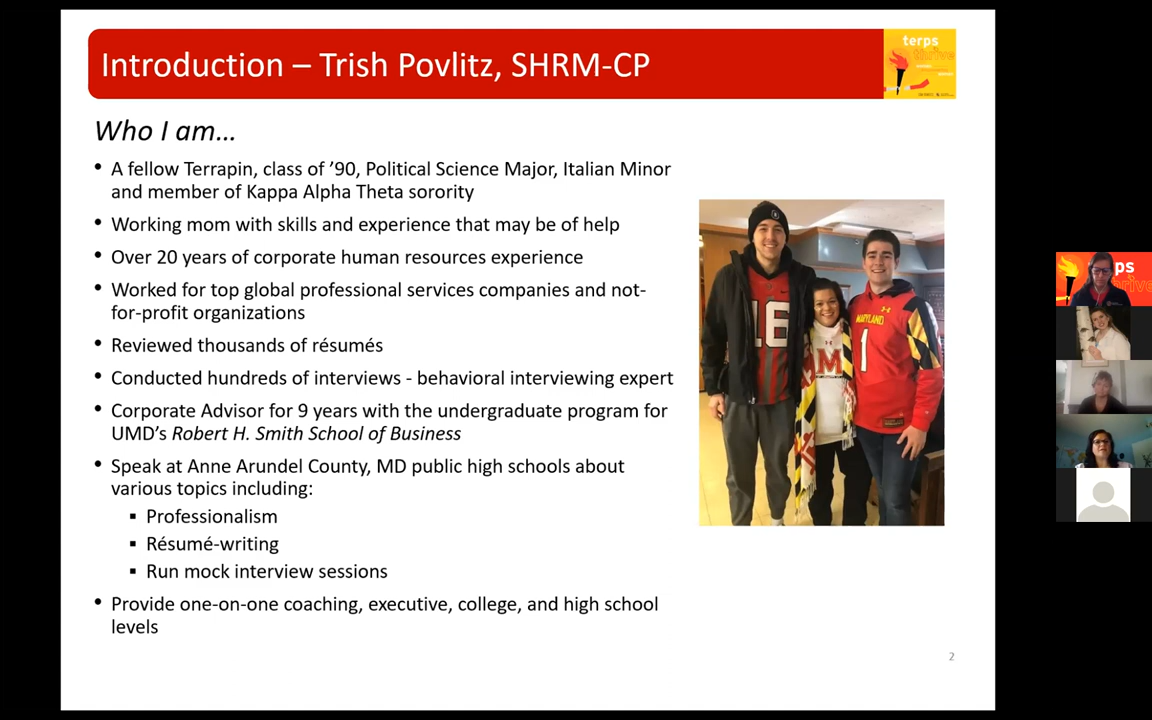 Introduction – Trish Povlitz, SHRM-CP
terps
thrive
Who I am…
• A fellow Terrapin, class of ’90, Political Science Major, Italian Minor
and member of Kappa Alpha Theta sorority
• Working mom with skills and experience that may be of help
• Over 20 years of corporate human resources experience
• Worked for top global professional services companies and not-
for-profit organizations
• Reviewed thousands of résumés
• Conducted hundreds of interviews - behavioral interviewing expert
• Corporate Advisor for 9 years with the undergraduate program for
UMD’s Robert H. Smith School of Business
• Speak at Anne Arundel County, MD public high schools about
various topics including:
▪ Professionalism
▪ Résumé-writing
▪ Run mock interview sessions
• Provide one-on-one coaching, executive, college, and high school
levels
16
M
MARYLAND
1
2
ps
hrive